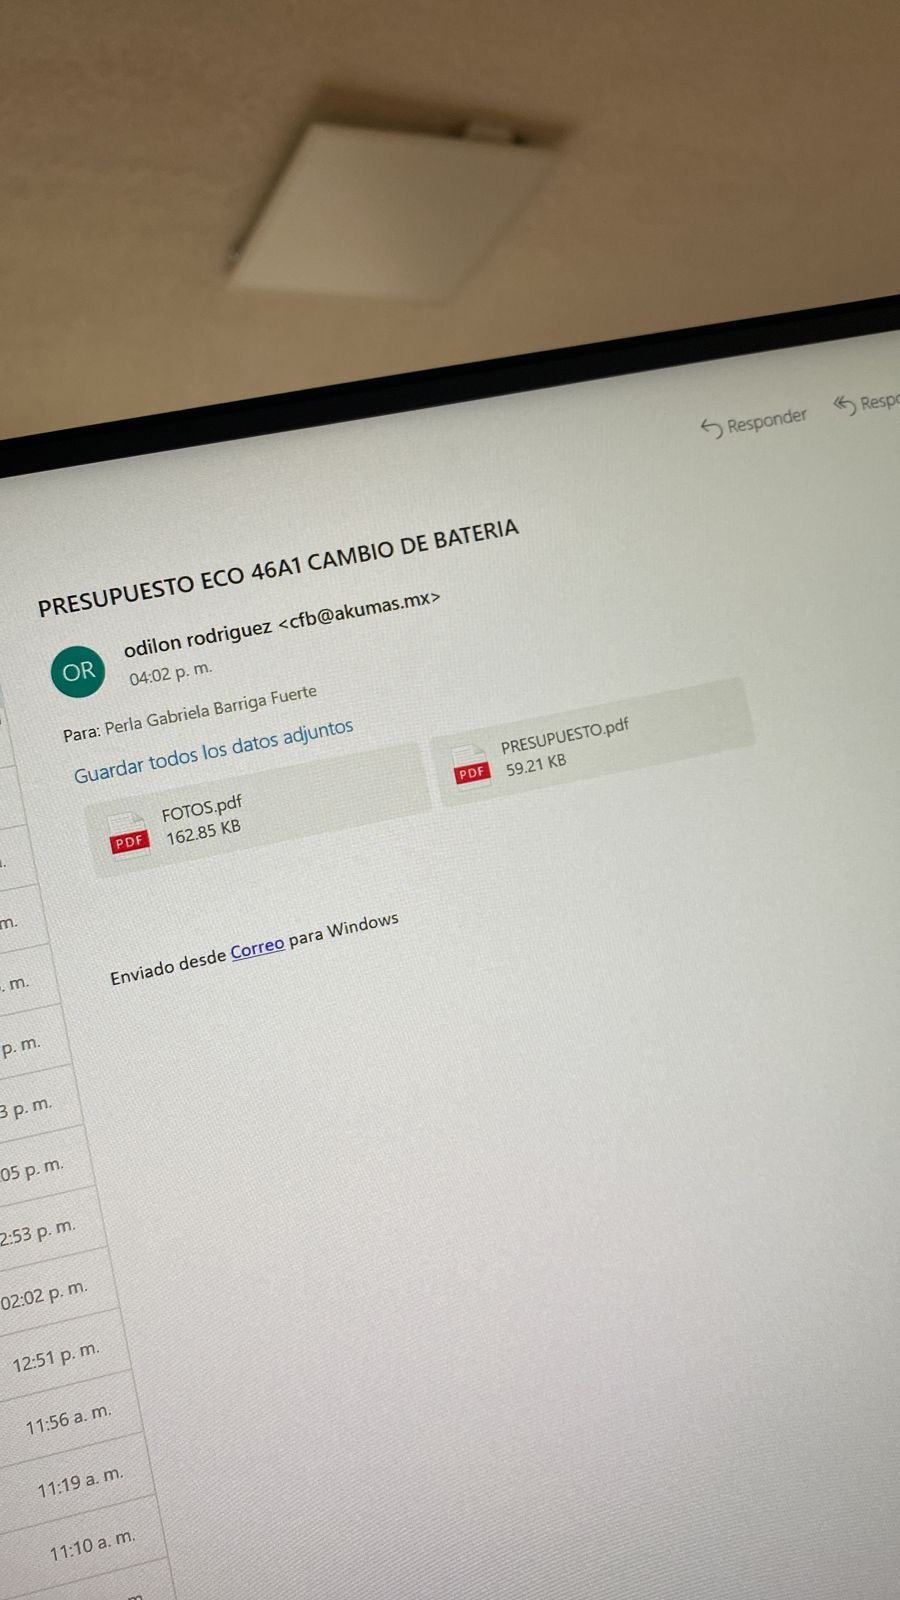 Responder
PRESUPUESTO ECO 46A1 CAMBIO DE BATERIA
OR
odilon rodriguez <cfb@akumas.mx>
04:02 p. m.
Para: Perla Gabriela Barriga Fuerte
Guardar todos los datos adjuntos
PDF
FOTOS.pdf
162.85 KB
PDF
PRESUPUESTO.pdf
59.21 KB
Enviado desde Correo para Windows
m.
. m.
p. m.
3 p. m.
05 p. m.
2:53 p. m.
02:02 p. m.
12:51 p. m.
11:56 a. m.
11:19 a. m.
11:10 a. m.